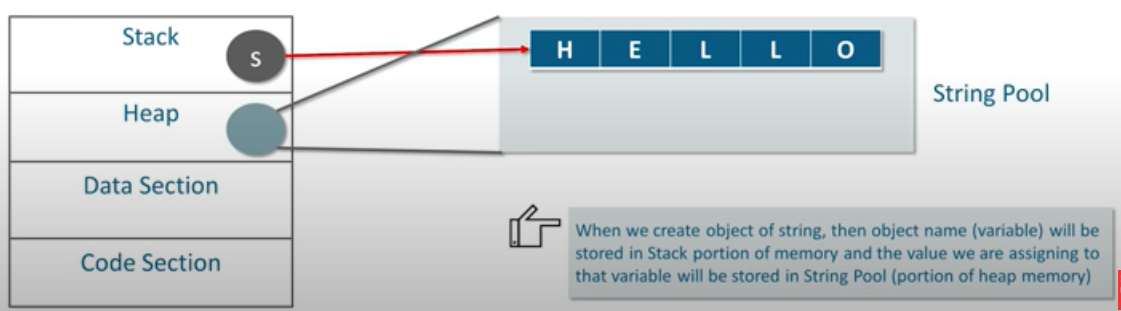 Stack
S
H E L L O
String Pool
Heap
Data Section
Code Section
When we create object of string, then object name (variable) will be
stored in Stack portion of memory and the value we are assigning to
that variable will be stored in String Pool (portion of heap memory)